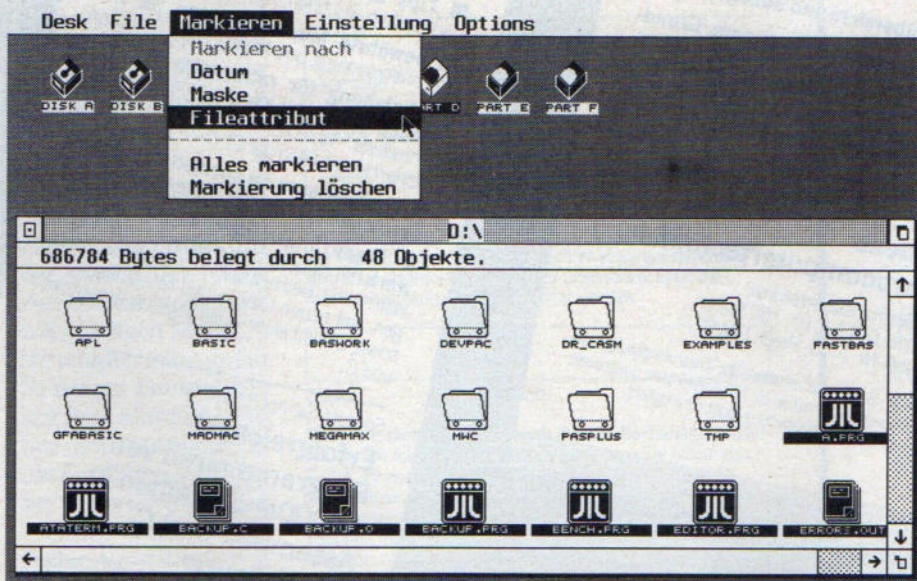 Desk File Markieren Einstellung Options
Markieren nach
Datum
Maske
Fileattribut
Alles markieren
Markierung löschen
DISK A DISK B ART D PART E PART F
D:\
686784 Bytes belegt durch 48 Objekte.
APL BASIC BASWORK DEVPAC DR_CASM EXAMPLES FASTBAS
GFABASIC MADMAC MEGAMAX MWC PASPLUS TMP A.PRG
ATATERM.PRG BACKUP.C BACKUP.O BACKUP.PRG BENCH.PRG EDITOR.PRG ERRORS.OUT